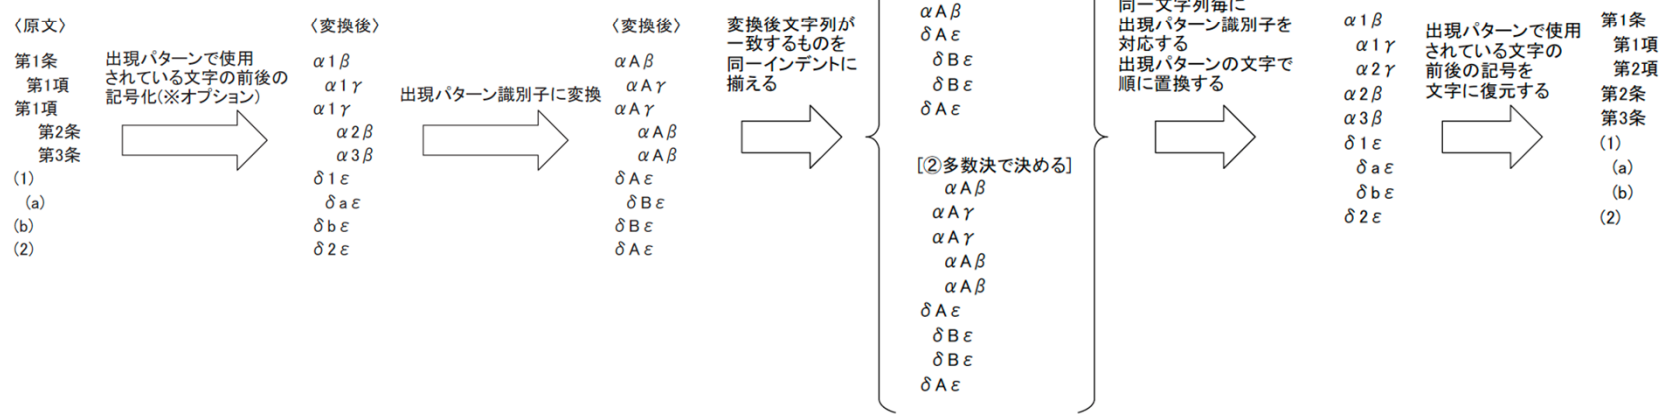 〈原文〉
第1条
第1項
第1項
第2条
第3条
(1)
(a)
(b)
(2)
出現パターンで使用
されている文字の前後の
記号化(※オプション)
〈変換後〉
α1β
α1γ
α1γ
α2β
α3β
δ1ε
δaε
δbε
δ2ε
出現パターン識別子に変換
〈変換後〉
αAβ
αAγ
αAγ
αAβ
αAβ
δAε
δBε
δBε
δAε
変換後文字列が
一致するものを
同一インデントに
揃える
αAβ
δAε
δBε
δBε
δAε
[②多数決で決める]
αAβ
αAγ
αAγ
αAβ
αAβ
δAε
δBε
δBε
δAε
同一文字列毎に
出現パターン識別子を
対応する
出現パターンの文字で
順に置換する
α1β
α1γ
α2γ
α2β
α3β
δ1ε
δaε
δbε
δ2ε
出現パターンで使用
されている文字の
前後の記号を
文字に復元する
第1条
第1項
第2項
第2条
第3条
(1)
(a)
(b)
(2)